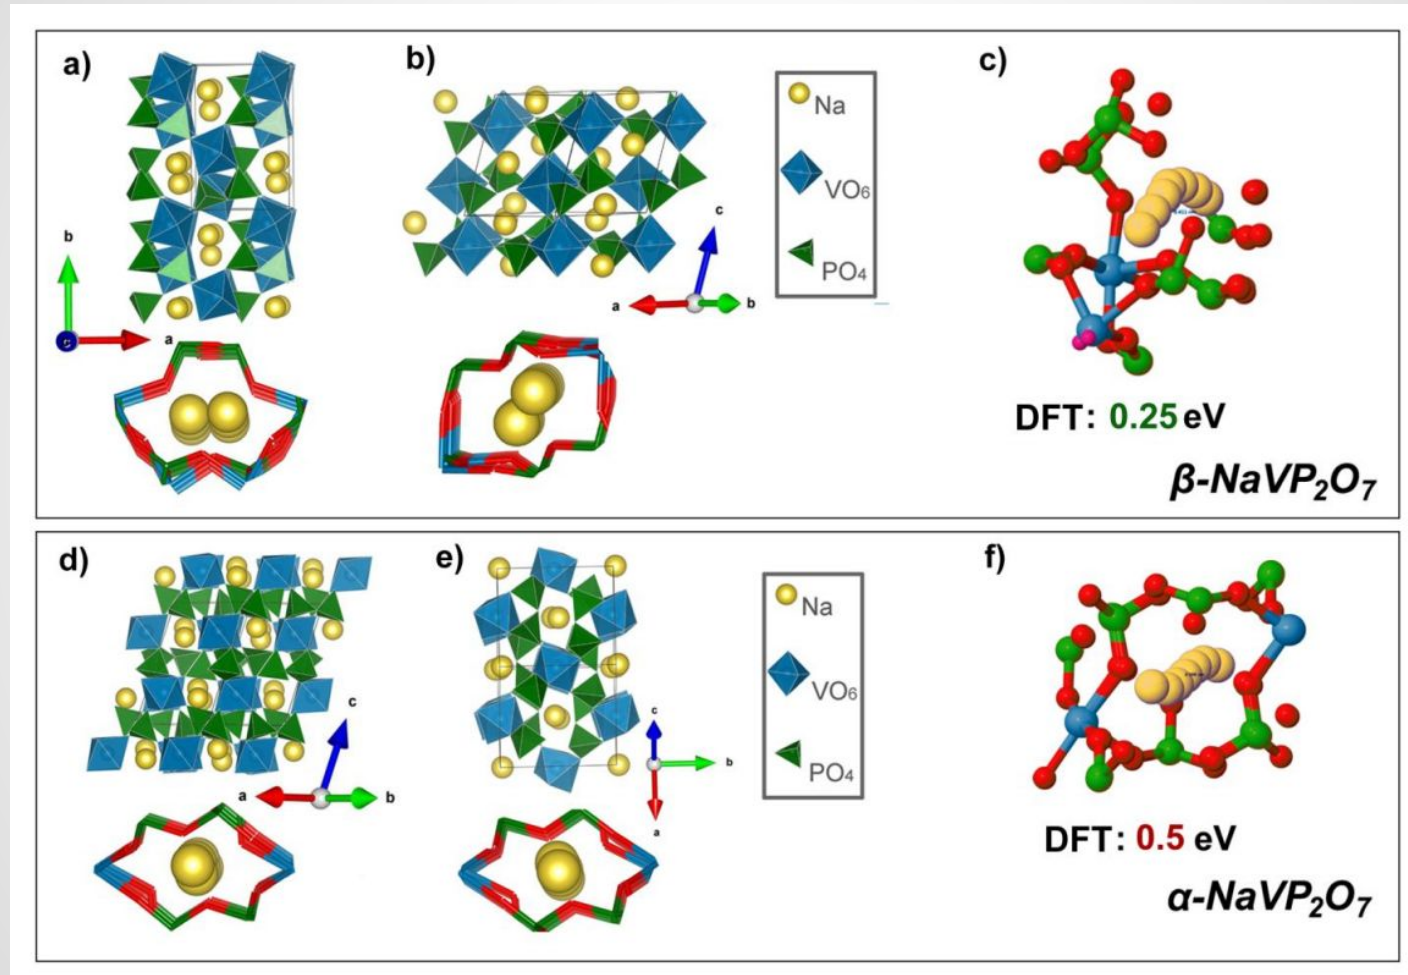 a)
b)
c)
Na
VO6
PO4
b
a
c
c
a
b
DFT: 0.25 eV
β-NaVP2O7
d)
e)
f)
Na
VO6
PO4
c
a
b
c
b
a
DFT: 0.5 eV
α-NaVP2O7